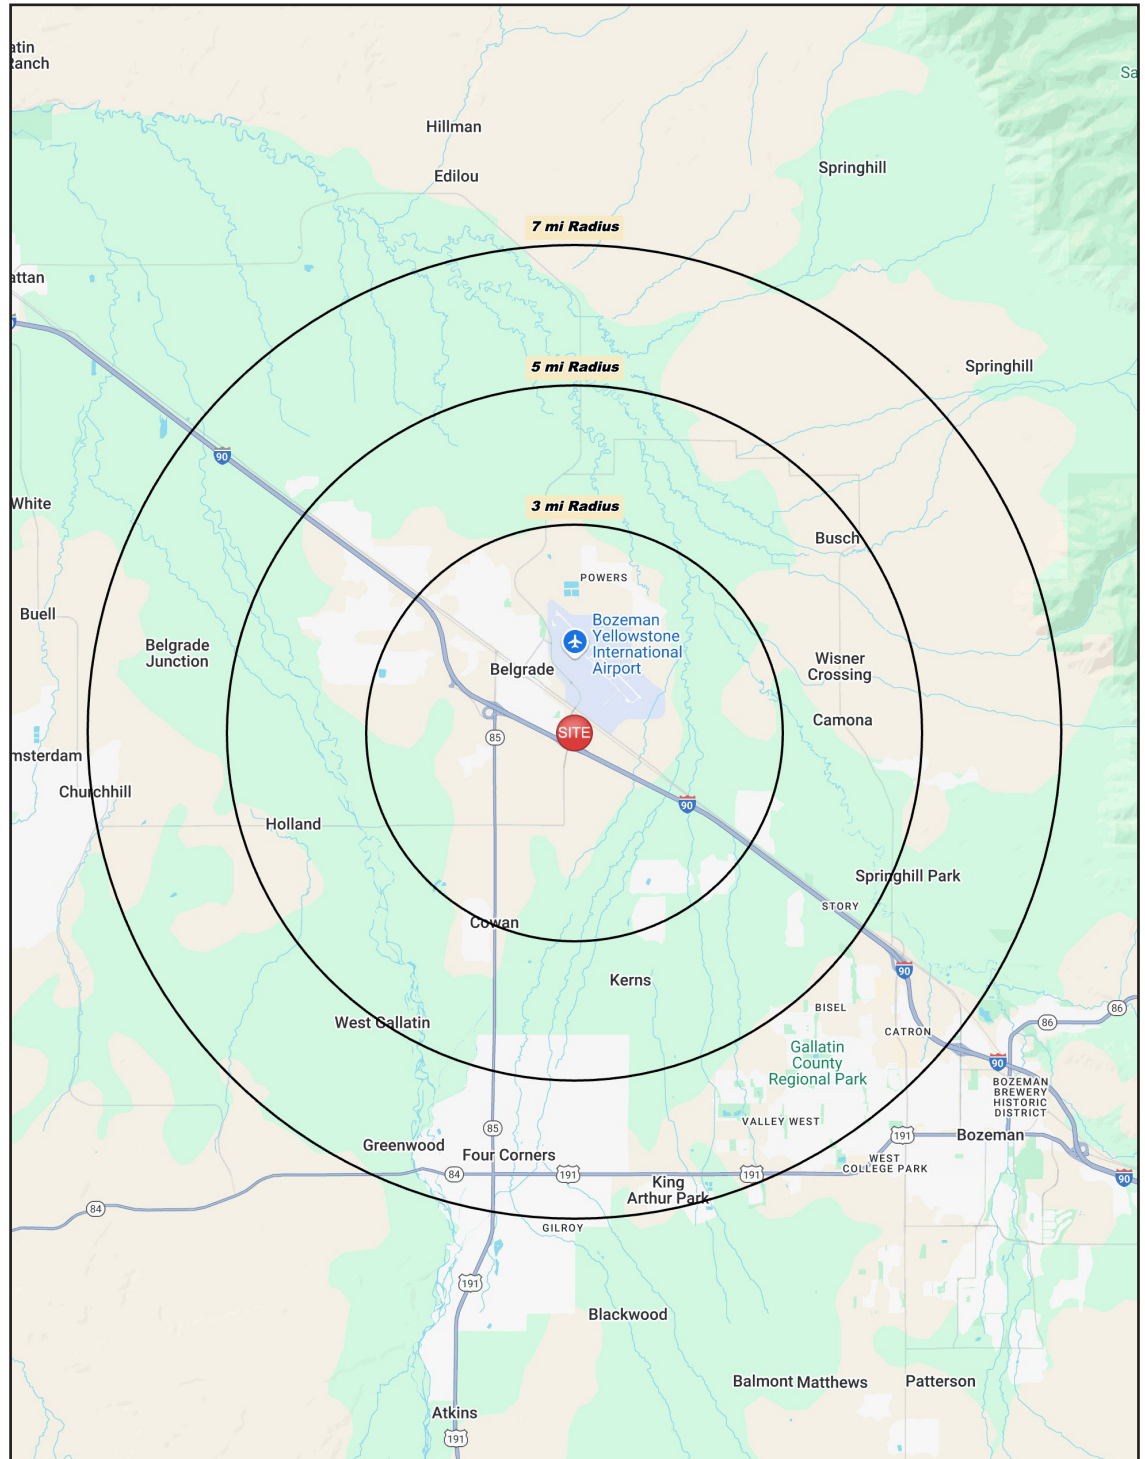 atin
Ranch
Sa
Hillman
Springhill
Edilou
7 mi Radius
attan
5 mi Radius
Springhill
90
White
3 mi Radius
Busch
POWERS
Buell
Bozeman
Yellowstone
International
Airport
Belgrade
Junction
Belgrade
Wisner
Crossing
Camona
SITE
85
msterdam
Churchhill
90
Holland
Springhill Park
STORY
Cowan
90
Kerns
BISEL
86
86
West Gallatin
CATRON
Gallatin
County
Regional Park
90
BOZEMAN
BREWERY
HISTORIC
DISTRICT
VALLEY WEST
85
191
Bozeman
Greenwood
Four Corners
WEST
COLLEGE PARK
84
191
191
90
King
Arthur Park
84
GILROY
191
Blackwood
Balmont
Matthews
Patterson
Atkins
191